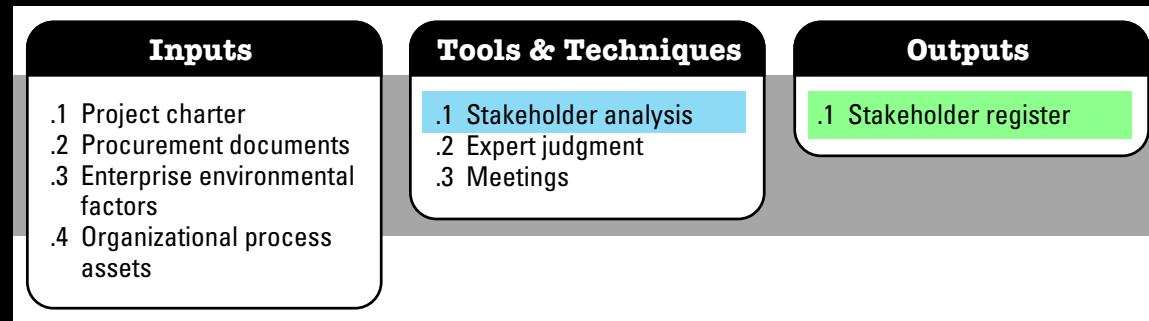 Inputs
.1 Project charter
.2 Procurement documents
.3 Enterprise environmental
factors
.4 Organizational process
assets
Tools & Techniques
.1 Stakeholder analysis
.2 Expert judgment
.3 Meetings
Outputs
.1 Stakeholder register